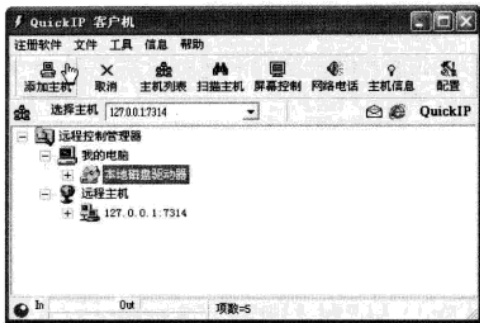 QuickIP 客户机
注册软件 文件 工具 信息 帮助
添加主机 取消 主机列表 扫描主机 屏幕控制 网络电话 主机信息 配置
选择主机 127.0.0.1:7314 QuickIP
远程控制管理器
我的电脑
本地磁盘驱动器
远程主机
127.0.0.1:7314
In Out 项数=5